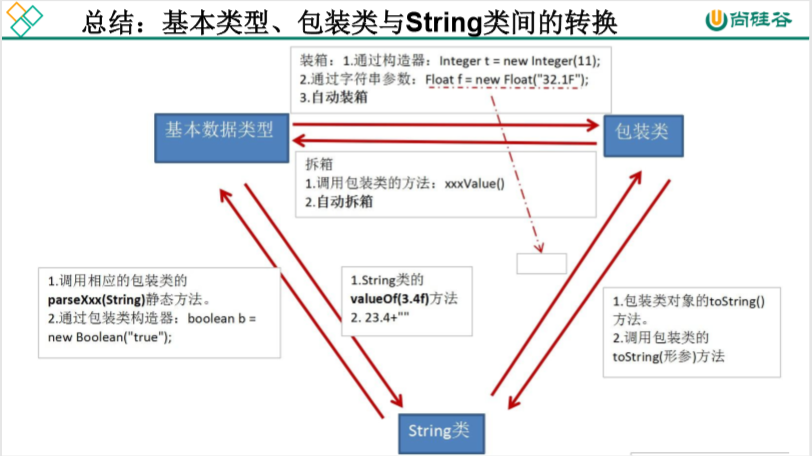 总结：基本类型、包装类与String类间的转换
尚硅谷
装箱：1.通过构造器：Integer t = new Integer(11);
2.通过字符串参数：Float f = new Float("32.1F");
3.自动装箱
基本数据类型
包装类
拆箱
1.调用包装类的方法：xxxValue()
2.自动拆箱
1.调用相应的包装类的
parseXxx(String)静态方法。
2.通过包装类构造器：boolean b =
new Boolean("true");
1.String类的
valueOf(3.4f)方法
2. 23.4+""
1.包装类对象的toString()
方法。
2.调用包装类的
toString(形参)方法
String类